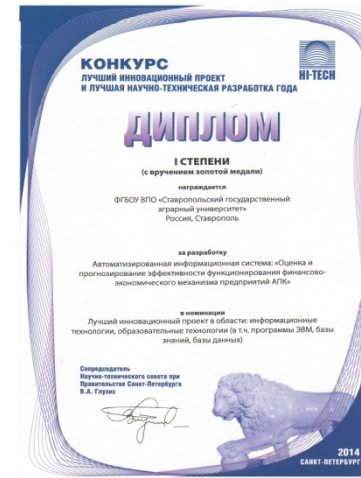 КОНКУРС
ЛУЧШИЙ ИННОВАЦИОННЫЙ ПРОЕКТ
И ЛУЧШАЯ НАУЧНО-ТЕХНИЧЕСКАЯ РАЗРАБОТКА ГОДА
HI-TECH
ДИПЛОМ
I СТЕПЕНИ
(с вручением золотой медали)
награждается
ФГБОУ ВПО «Ставропольский государственный
аграрный университет»
Россия, Ставрополь
за разработку
Автоматизированная информационная система: «Оценка и
прогнозирование эффективности функционирования финансово-
экономического механизма предприятий АПК»
в номинации
Лучший инновационный проект в области: информационные
технологии, образовательные технологии (в т.ч. программы ЭВМ, базы
знаний, базы данных)
Сопредседатель
Научно-технического совета при
Правительстве Санкт-Петербурга
В.А. Глухих
2014
САНКТ-ПЕТЕРБУРГ